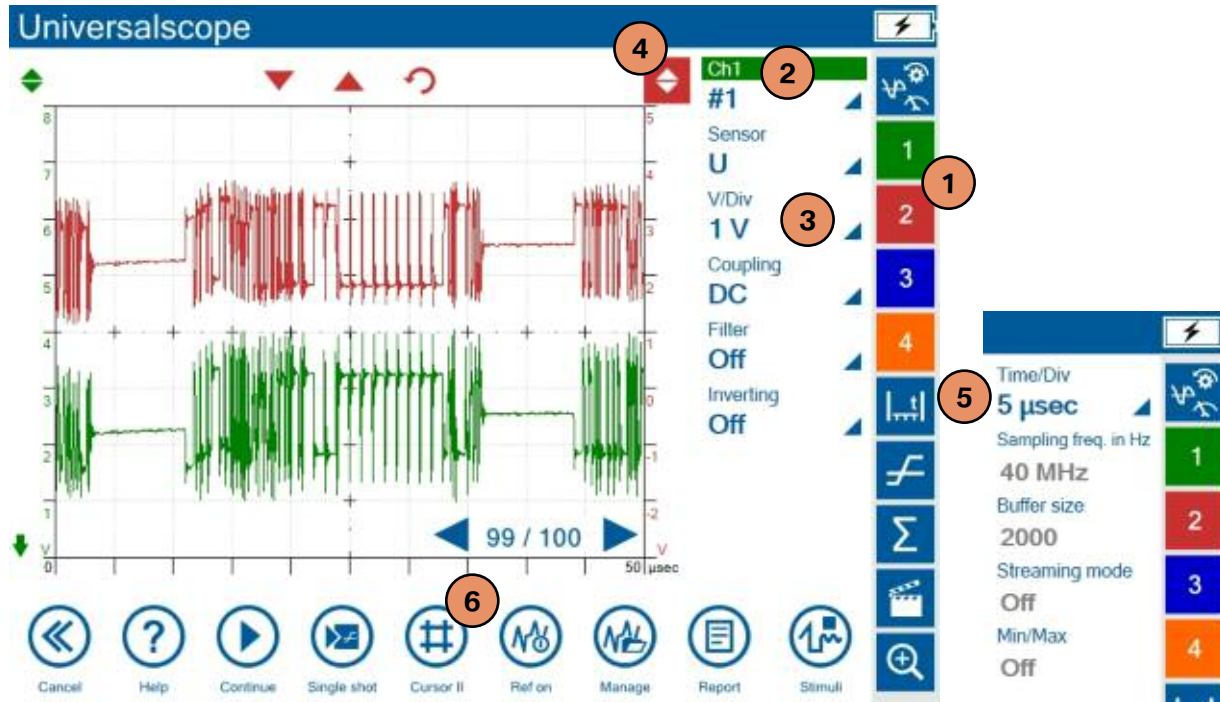 Universalscope
4
Ch1
2
#1
Sensor
U
V/Div
1 V
3
Coupling
DC
Filter
Off
Inverting
Off
1
1
2
3
4
t
Σ
8
7
6
5
4
3
2
1
V
0
5
4
3
2
1
0
-1
-2
V
50 µsec
99 / 100
6
Cancel
?
Help
Continue
Single shot
Cursor II
Ref on
Manage
Report
1
Stimuli
5
Time/Div
5 µsec
Sampling freq. in Hz
40 MHz
Buffer size
2000
Streaming mode
Off
Min/Max
Off
1
2
3
4